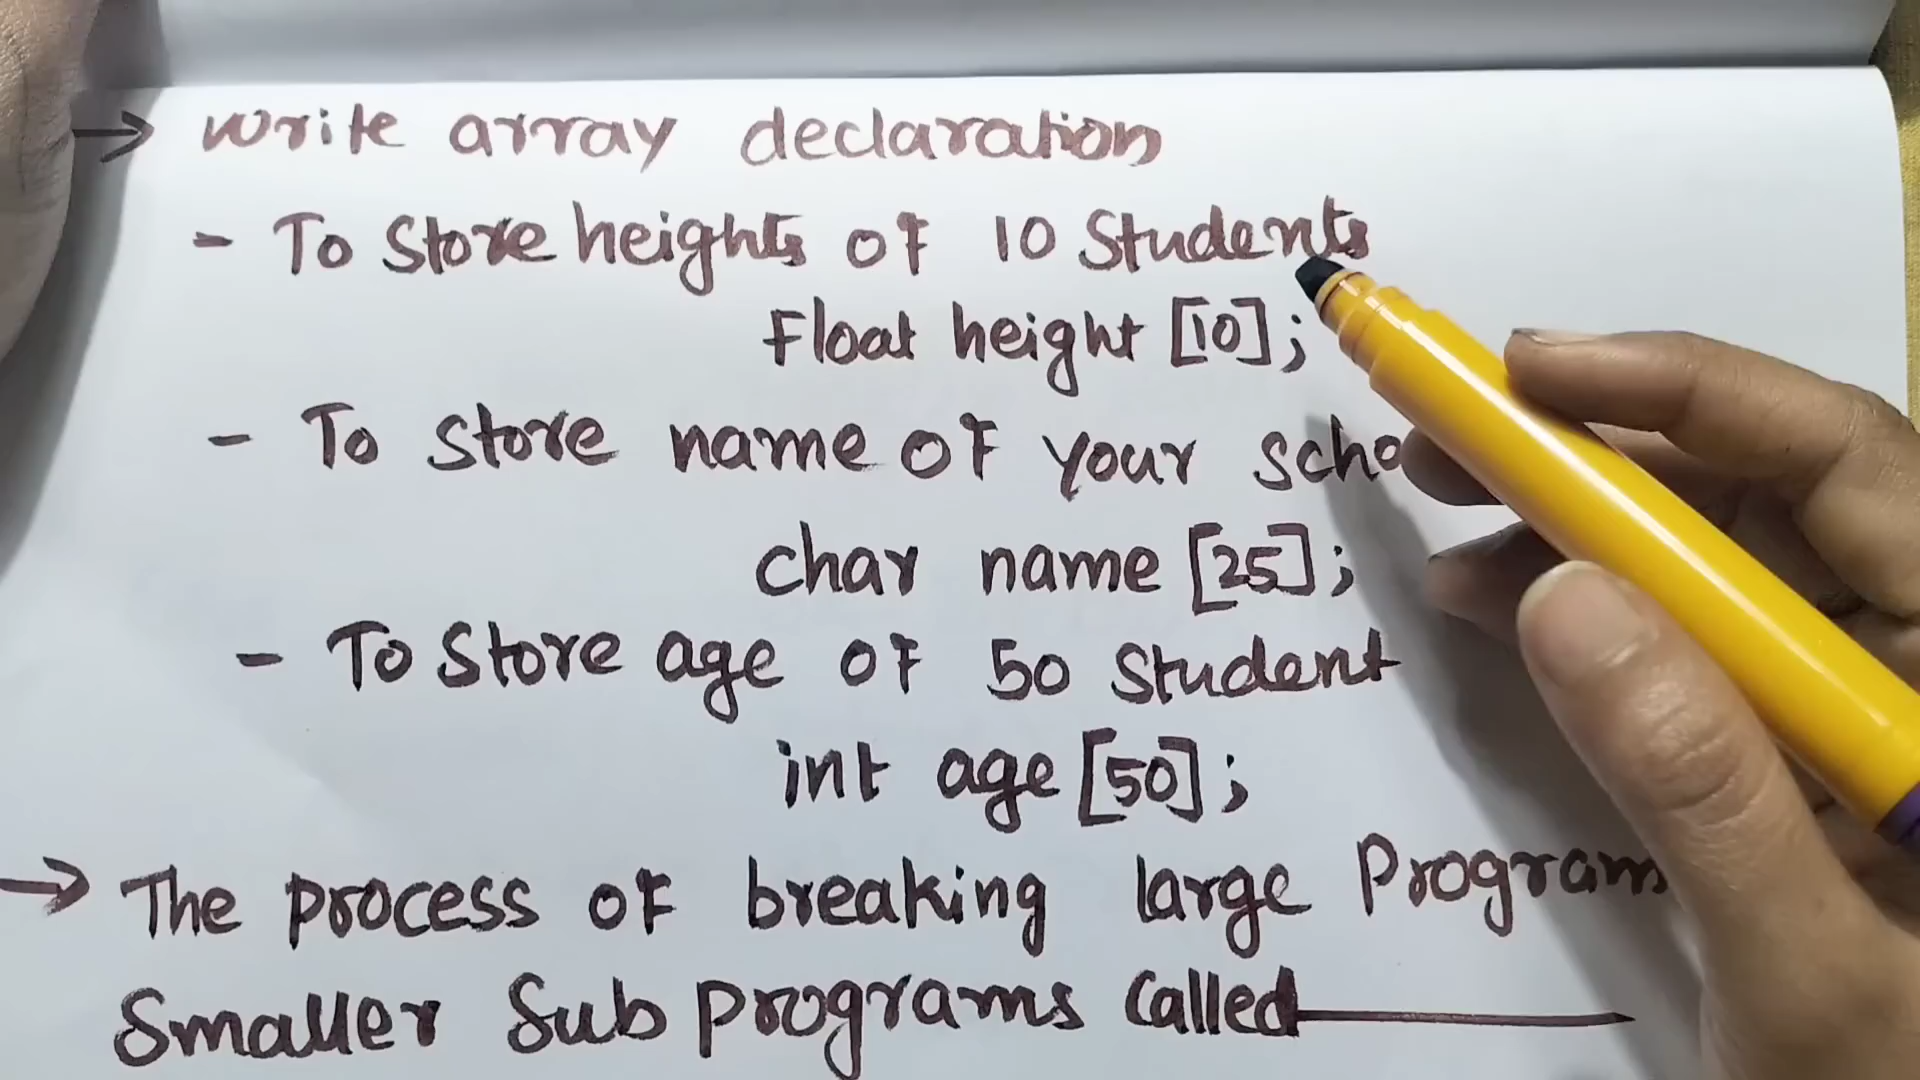 → Write array declaration
- To Store heights of 10 Students
Float height [10];
- To store name of your
char name [25];
- To Store age of 50 Student
int age [50];
→ The process of breaking large Program
Smaller Sub programs called